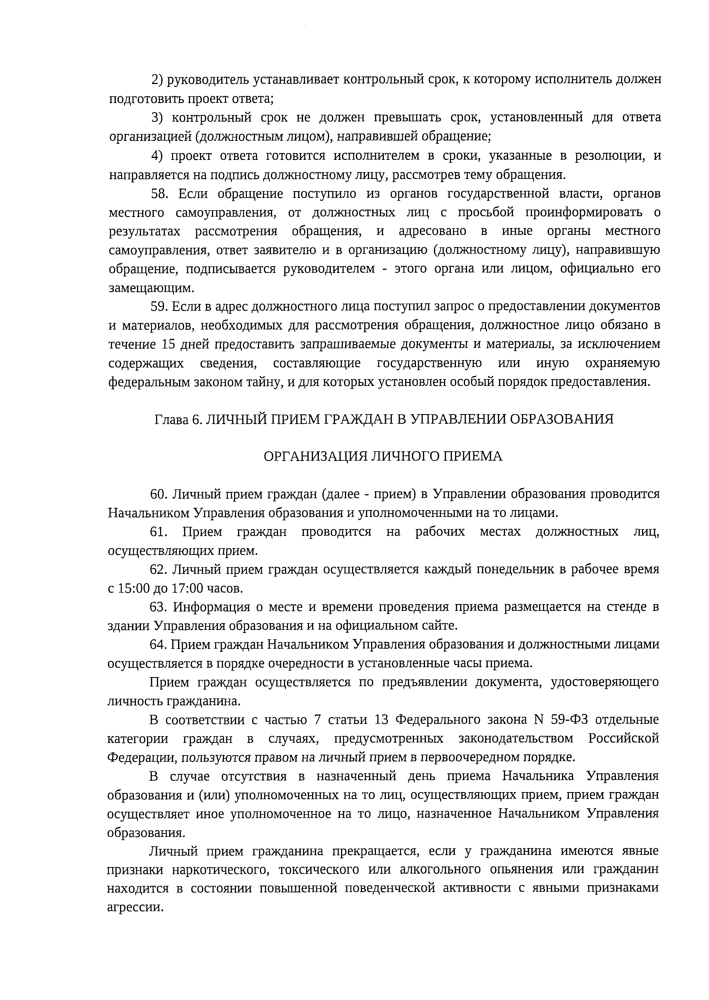 2) руководитель устанавливает контрольный срок, к которому исполнитель должен
подготовить проект ответа;
3) контрольный срок не должен превышать срок, установленный для ответа
организацией (должностным лицом), направившей обращение;
4) проект ответа готовится исполнителем в сроки, указанные в резолюции, и
направляется на подпись должностному лицу, рассмотрев тему обращения.
58. Если обращение поступило из органов государственной власти, органов
местного самоуправления, от должностных лиц с просьбой проинформировать о
результатах рассмотрения обращения, и адресовано в иные органы местного
самоуправления, ответ заявителю и в организацию (должностному лицу), направившую
обращение, подписывается руководителем - этого органа или лицом, официально его
замещающим.
59. Если в адрес должностного лица поступил запрос о предоставлении документов
и материалов, необходимых для рассмотрения обращения, должностное лицо обязано в
течение 15 дней предоставить запрашиваемые документы и материалы, за исключением
содержащих сведения, составляющие государственную или иную охраняемую
федеральным законом тайну, и для которых установлен особый порядок предоставления.
Глава 6. ЛИЧНЫЙ ПРИЕМ ГРАЖДАН В УПРАВЛЕНИИ ОБРАЗОВАНИЯ
ОРГАНИЗАЦИЯ ЛИЧНОГО ПРИЕМА
60. Личный прием граждан (далее - прием) в Управлении образования проводится
Начальником Управления образования и уполномоченными на то лицами.
61. Прием граждан проводится на рабочих местах должностных лиц,
осуществляющих прием.
62. Личный прием граждан осуществляется каждый понедельник в рабочее время
с 15:00 до 17:00 часов.
63. Информация о месте и времени проведения приема размещается на стенде в
здании Управления образования и на официальном сайте.
64. Прием граждан Начальником Управления образования и должностными лицами
осуществляется в порядке очередности в установленные часы приема.
Прием граждан осуществляется по предъявлении документа, удостоверяющего
личность гражданина.
В соответствии с частью 7 статьи 13 Федерального закона N 59-ФЗ отдельные
категории граждан в случаях, предусмотренных законодательством Российской
Федерации, пользуются правом на личный прием в первоочередном порядке.
В случае отсутствия в назначенный день приема Начальника Управления
образования и (или) уполномоченных на то лиц, осуществляющих прием, прием граждан
осуществляет иное уполномоченное на то лицо, назначенное Начальником Управления
образования.
Личный прием гражданина прекращается, если у гражданина имеются явные
признаки наркотического, токсического или алкогольного опьянения или гражданин
находится в состоянии повышенной поведенческой активности с явными признаками
агрессии.